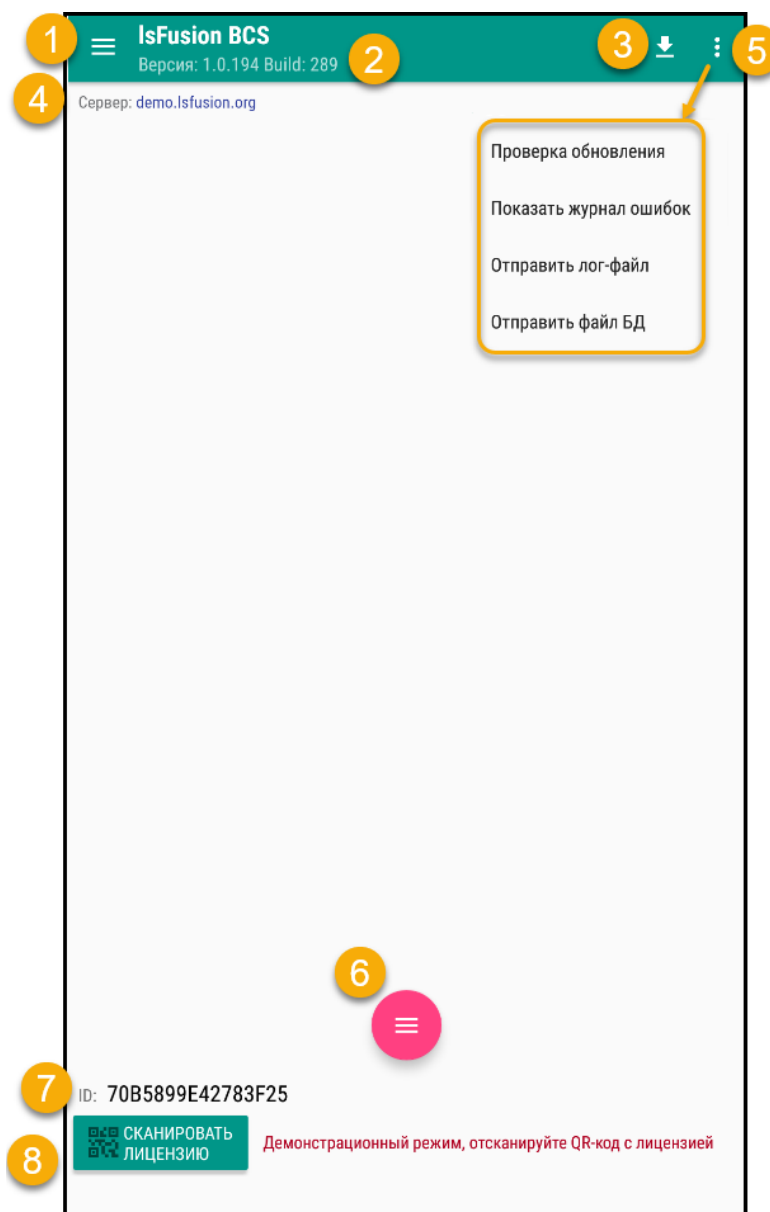 1
lsFusion BCS
Версия: 1.0.194 Build: 289
2
3
5
4
Сервер: demo.lsfusion.org
Проверка обновления
Показать журнал ошибок
Отправить лог-файл
Отправить файл БД
6
7
ID: 70B5899E42783F25
8
СКАНИРОВАТЬ
ЛИЦЕНЗИЮ
Демонстрационный режим, отсканируйте QR-код с лицензией